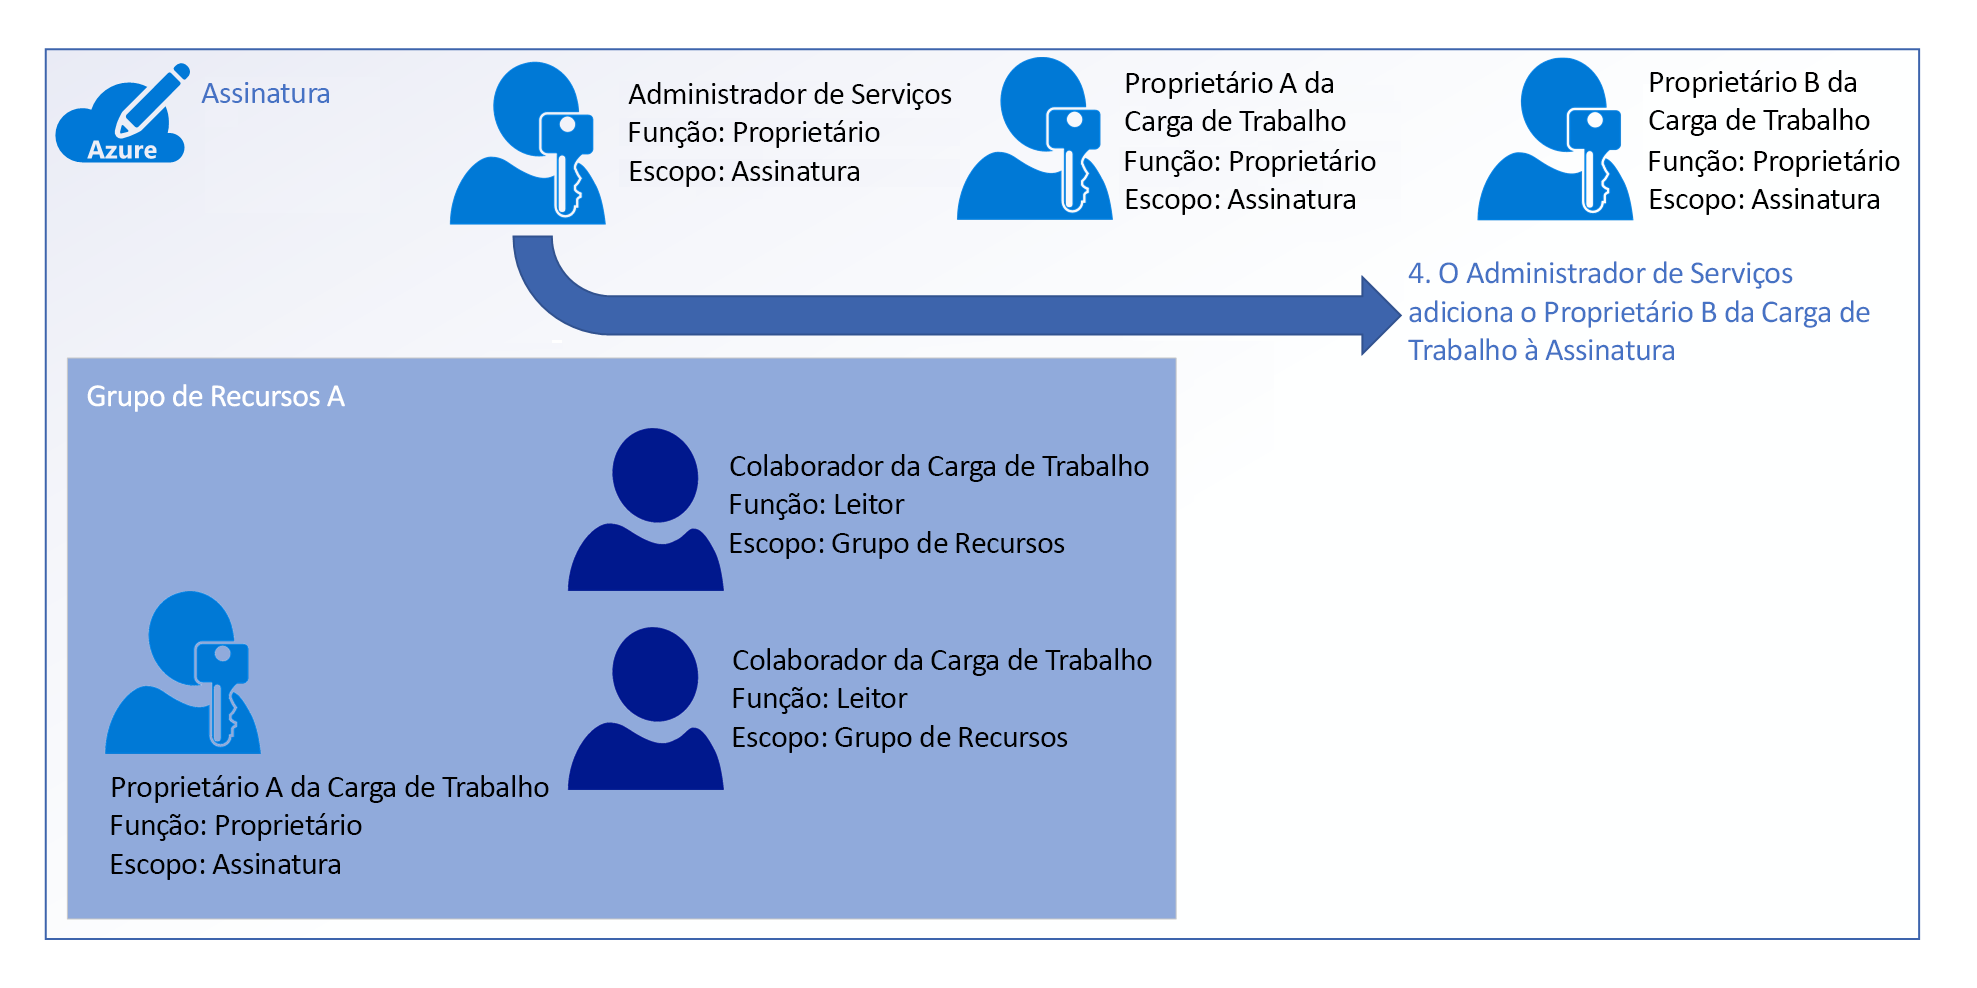 Azure
Assinatura
Administrador de Serviços
Função: Proprietário
Escopo: Assinatura
Proprietário A da
Carga de Trabalho
Função: Proprietário
Escopo: Assinatura
Proprietário B da
Carga de Trabalho
Função: Proprietário
Escopo: Assinatura
4. O Administrador de Serviços
adiciona o Proprietário B da Carga de
Trabalho à Assinatura
Grupo de Recursos A
Colaborador da Carga de Trabalho
Função: Leitor
Escopo: Grupo de Recursos
Colaborador da Carga de Trabalho
Função: Leitor
Escopo: Grupo de Recursos
Proprietário A da Carga de Trabalho
Função: Proprietário
Escopo: Assinatura